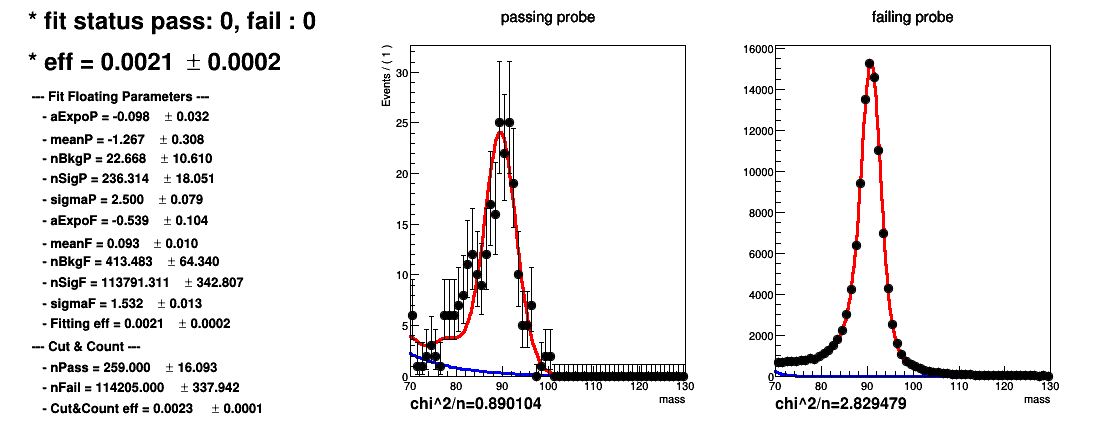 * fit status pass: 0, fail : 0
* eff = 0.0021 ± 0.0002
--- Fit Floating Parameters ---
- aExpoP = -0.098 ± 0.032
- meanP = -1.267 ± 0.308
- nBkgP = 22.668 ± 10.610
- nSigP = 236.314 ± 18.051
- sigmaP = 2.500 ± 0.079
- aExpoF = -0.539 ± 0.104
- meanF = 0.093 ± 0.010
- nBkgF = 413.483 ± 64.340
- nSigF = 113791.311 ± 342.807
- sigmaF = 1.532 ± 0.013
- Fitting eff = 0.0021 ± 0.0002
--- Cut & Count ---
- nPass = 259.000 ± 16.093
- nFail = 114205.000 ± 337.942
- Cut&Count eff = 0.0023 ± 0.0001
passing probe
Events / ( 1 )
30
25
20
15
10
5
0
70 80 90 100 110 120 130
mass
chi^2/n=0.890104
failing probe
16000
14000
12000
10000
8000
6000
4000
2000
0
70 80 90 100 110 120 130
mass
chi^2/n=2.829479